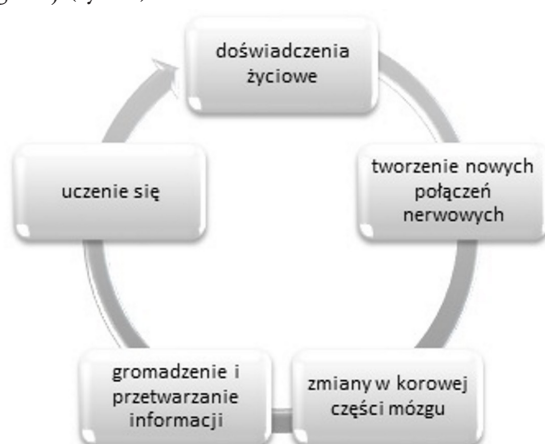 doświadczenia
życiowe
tworzenie nowych
połączeń
nerwowych
zmiany w korowej
części mózgu
gromadzenie i
przetwarzanie
informacji
uczenie się